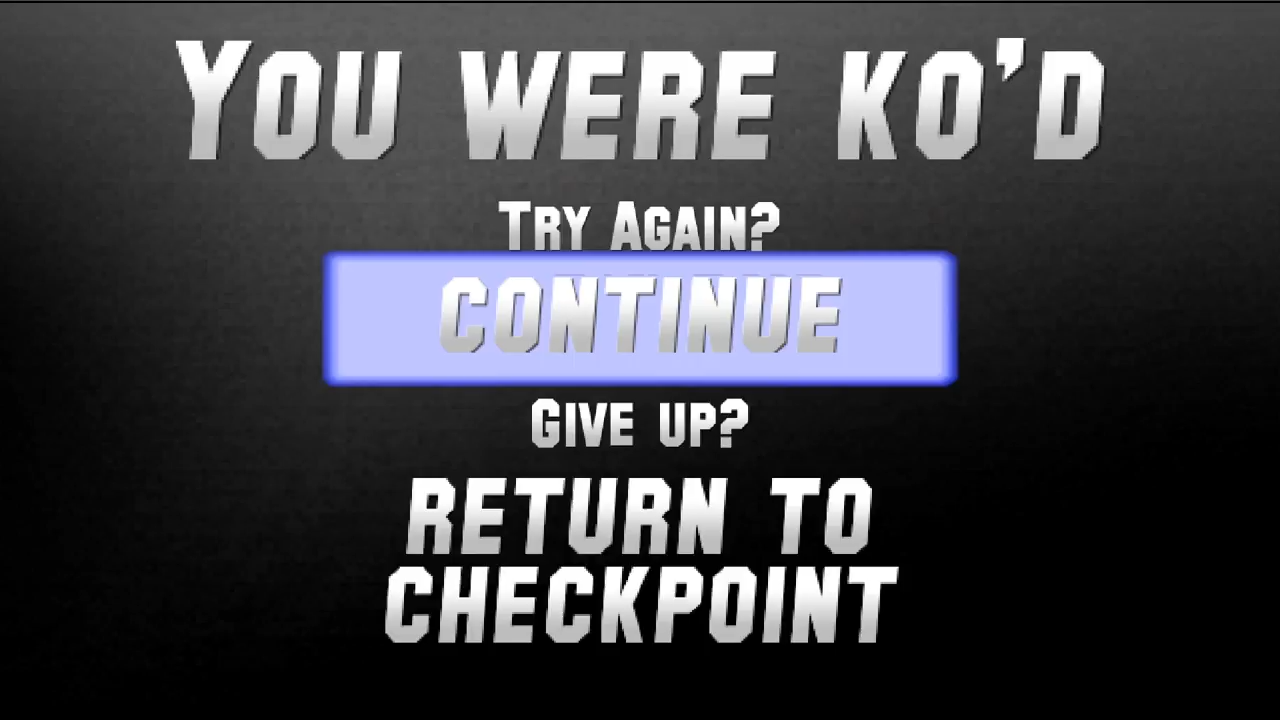 You were KO'd
Try Again?
CONTINUE
Give up?
RETURN TO
CHECKPOINT